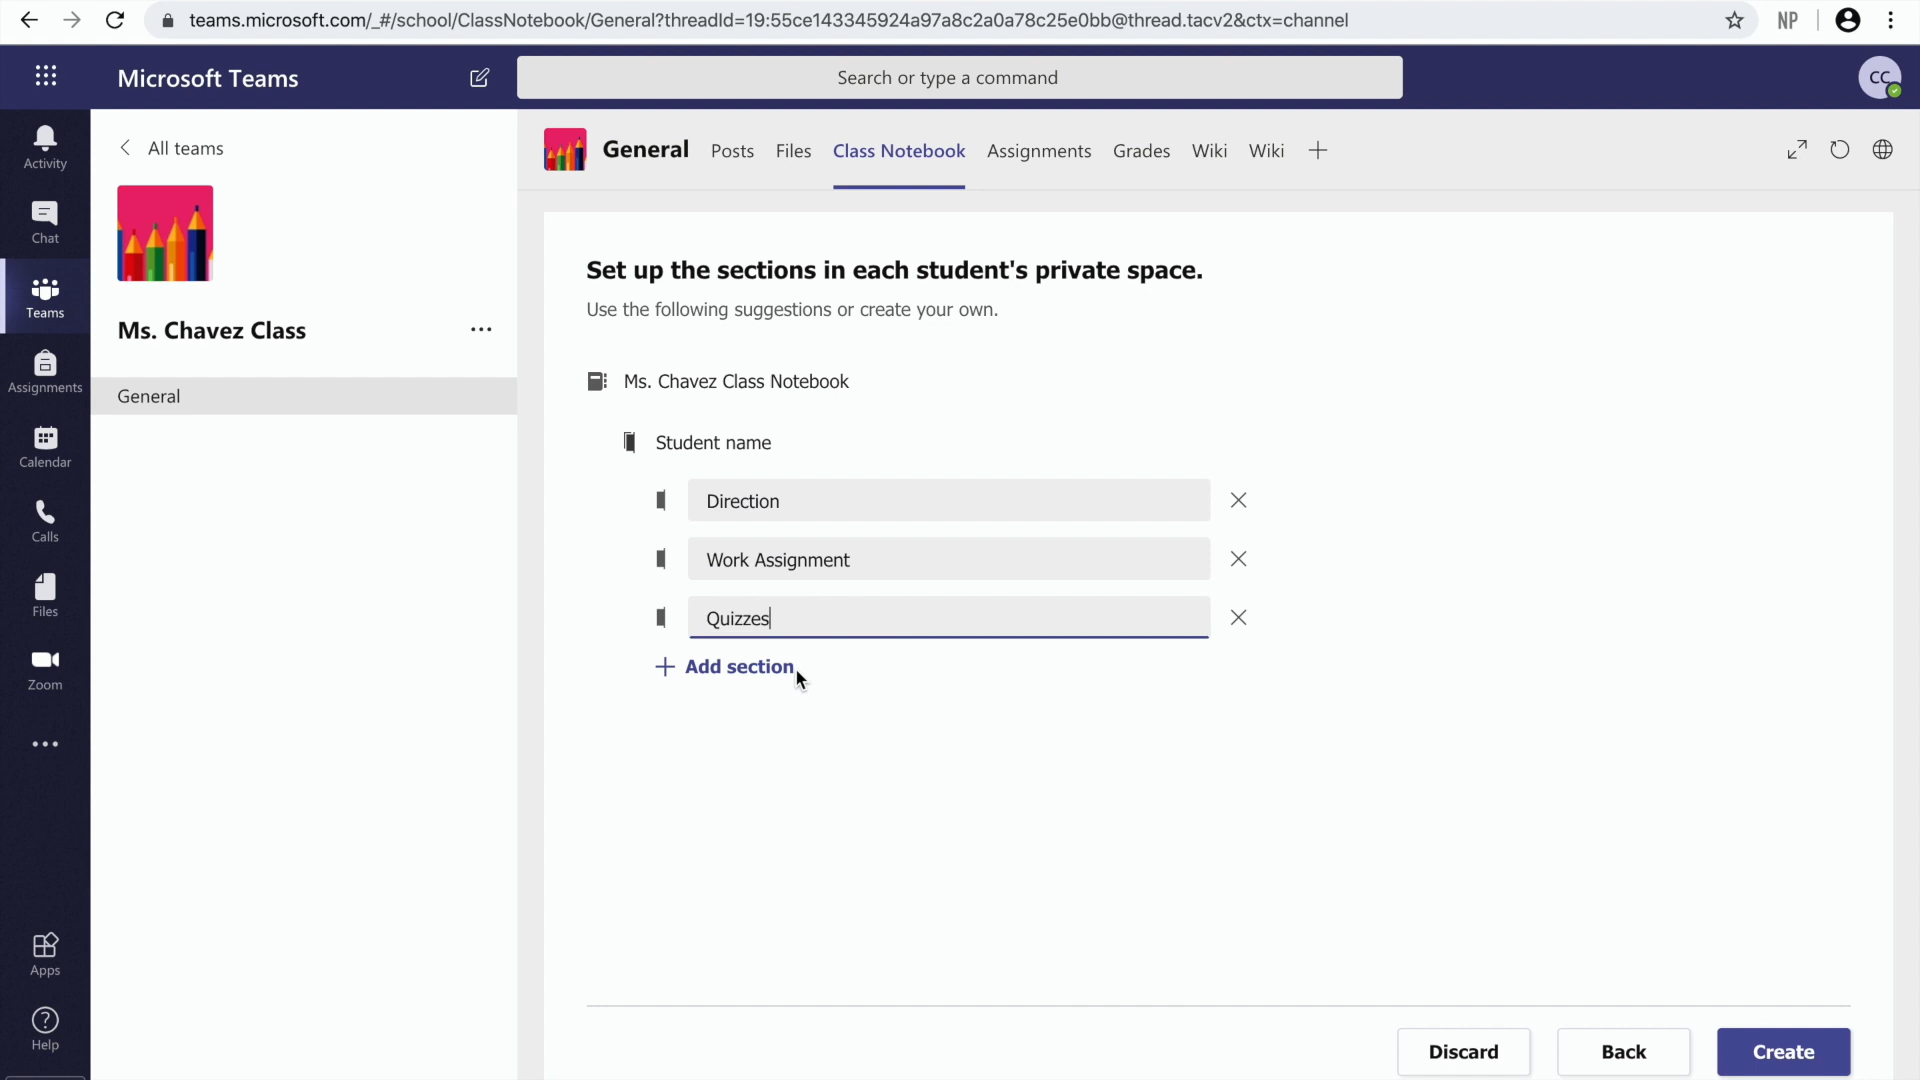 teams.microsoft.com/_#/school/ClassNotebook/General?threadId=19:55ce143345924a97a8c2a0a78c25e0bb@thread.tacv2&ctx=channel
NP
Microsoft Teams
Search or type a command
CC
Activity
Chat
Teams
Assignments
Calendar
Calls
Files
Zoom
Apps
Help
All teams
Ms. Chavez Class
General
General
Posts
Files
Class Notebook
Assignments
Grades
Wiki
Wiki
Set up the sections in each student's private space.
Use the following suggestions or create your own.
Ms. Chavez Class Notebook
Student name
Direction
Work Assignment
Quizzes
Add section
Discard
Back
Create